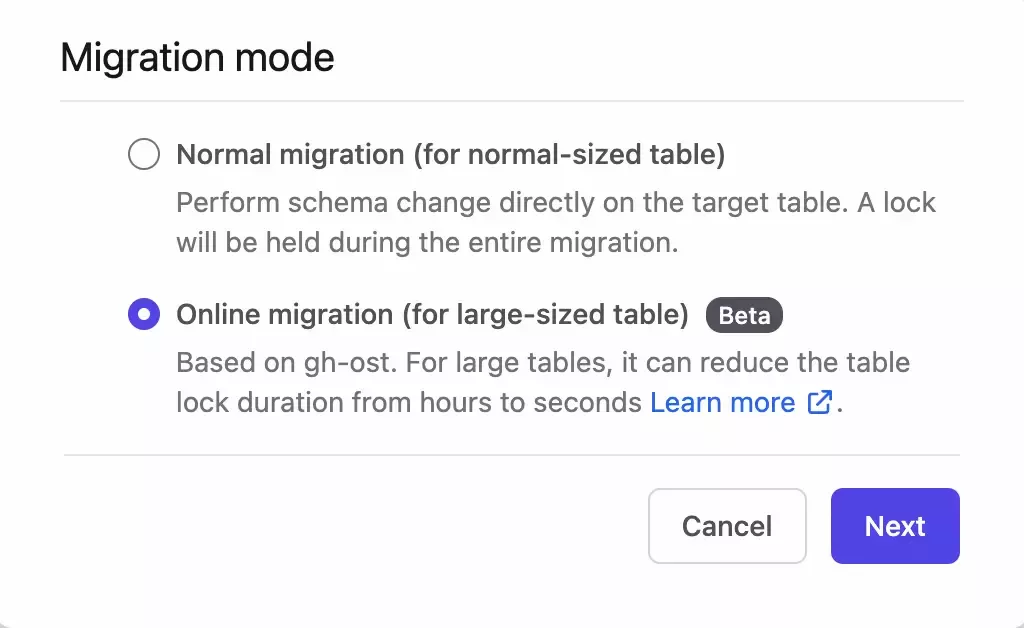 Migration mode
Normal migration (for normal-sized table)
Perform schema change directly on the target table. A lock
will be held during the entire migration.
Online migration (for large-sized table) Beta
Based on gh-ost. For large tables, it can reduce the table
lock duration from hours to seconds Learn more .
Cancel Next